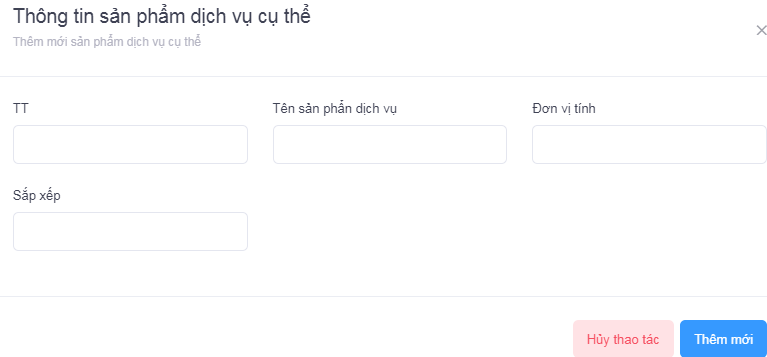 Thông tin sản phẩm dịch vụ cụ thể
Thêm mới sản phẩm dịch vụ cụ thể
TT
Tên sản phẩn dịch vụ
Đơn vị tính
Sắp xếp
Hủy thao tác
Thêm mới